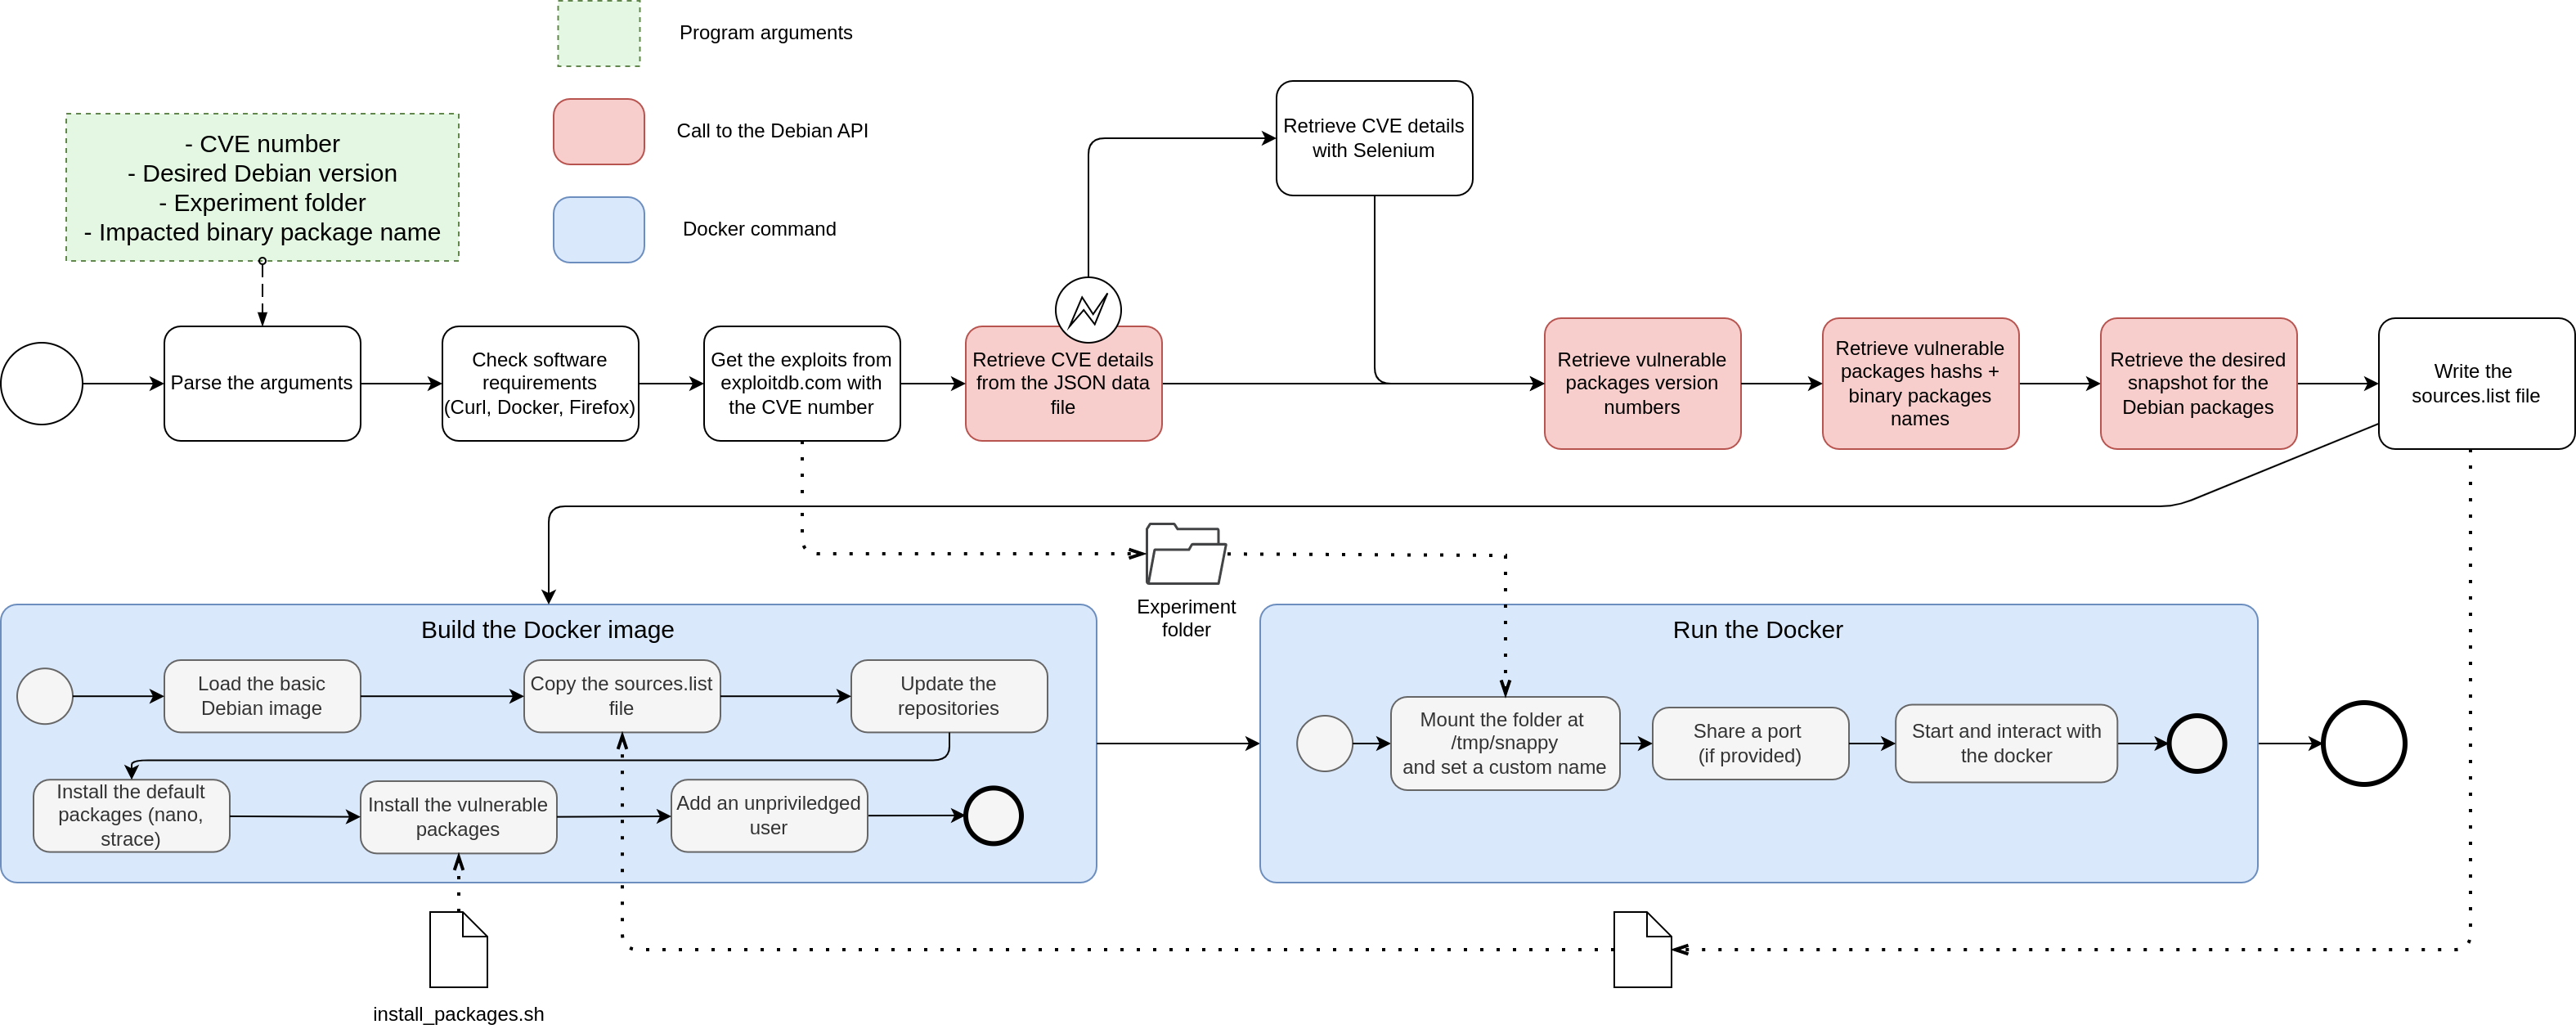 Program arguments
Call to the Debian API
Docker command
- CVE number
- Desired Debian version
- Experiment folder
- Impacted binary package name
Retrieve CVE details
with Selenium
Parse the arguments
Check software
requirements
(Curl, Docker, Firefox)
Get the exploits from
exploitdb.com with
the CVE number
Retrieve CVE details
from the JSON data
file
Retrieve vulnerable
packages version
numbers
Retrieve vulnerable
packages hashs +
binary packages
names
Retrieve the desired
snapshot for the
Debian packages
Write the
sources.list file
Experiment
folder
Build the Docker image
Load the basic
Debian image
Copy the sources.list
file
Update the
repositories
Install the default
packages (nano,
strace)
Install the vulnerable
packages
Add an unpriviledged
user
Run the Docker
Mount the folder at
/tmp/snappy
and set a custom name
Share a port
(if provided)
Start and interact with
the docker
install_packages.sh